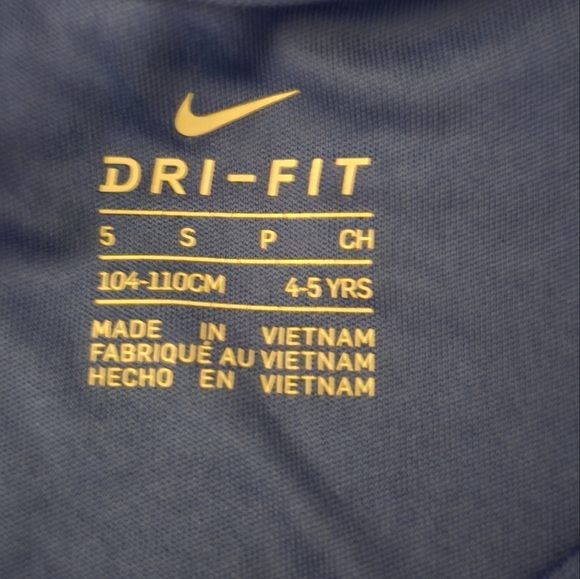 DRI-FIT
5 S P CH
104-110CM 4-5 YRS
MADE IN VIETNAM
FABRIQUÉ AU VIETNAM
HECHO EN VIETNAM